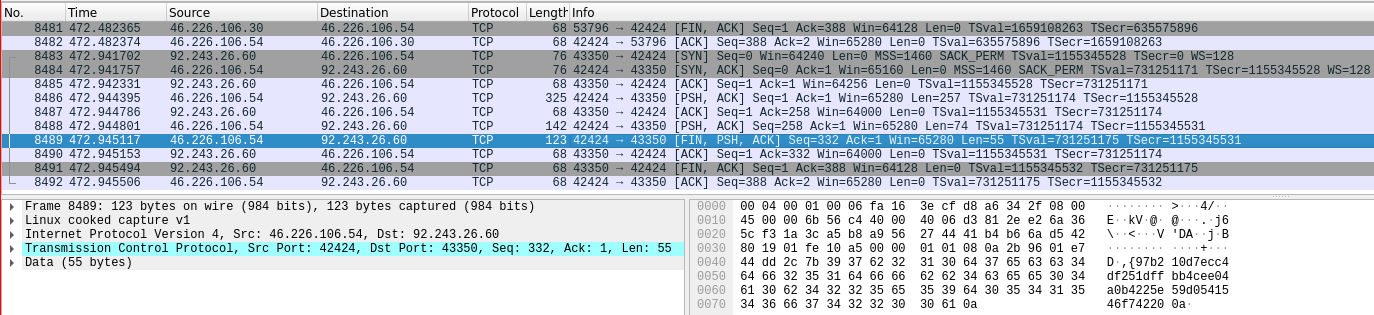 No. Time Source Destination Protocol Length Info
8481 472.482365 46.226.106.30 46.226.106.54 TCP 68 53796 → 42424 [FIN, ACK] Seq=1 Ack=388 Win=64128 Len=0 TSval=1659108263 TSecr=635575896
8482 472.482374 46.226.106.54 46.226.106.30 TCP 68 42424 → 53796 [ACK] Seq=388 Ack=2 Win=65280 Len=0 TSval=635575896 TSecr=1659108263
8483 472.941702 92.243.26.60 46.226.106.54 TCP 76 43350 → 42424 [SYN] Seq=0 Win=64240 Len=0 MSS=1460 SACK_PERM TSval=1155345528 TSecr=0 WS=128
8484 472.941757 46.226.106.54 92.243.26.60 TCP 76 42424 → 43350 [SYN, ACK] Seq=0 Ack=1 Win=65160 Len=0 MSS=1460 SACK_PERM TSval=731251171 TSecr=1155345528 WS=128
8485 472.942331 92.243.26.60 46.226.106.54 TCP 68 43350 → 42424 [ACK] Seq=1 Ack=1 Win=64256 Len=0 TSval=1155345528 TSecr=731251171
8486 472.944395 46.226.106.54 92.243.26.60 TCP 325 42424 → 43350 [PSH, ACK] Seq=1 Ack=1 Win=65280 Len=257 TSval=731251174 TSecr=1155345528
8487 472.944786 92.243.26.60 46.226.106.54 TCP 68 43350 → 42424 [ACK] Seq=1 Ack=258 Win=64000 Len=0 TSval=1155345531 TSecr=731251174
8488 472.944801 46.226.106.54 92.243.26.60 TCP 142 42424 → 43350 [PSH, ACK] Seq=258 Ack=1 Win=65280 Len=74 TSval=731251174 TSecr=1155345531
8489 472.945117 46.226.106.54 92.243.26.60 TCP 123 42424 → 43350 [FIN, PSH, ACK] Seq=332 Ack=1 Win=65280 Len=55 TSval=731251175 TSecr=1155345531
8490 472.945153 92.243.26.60 46.226.106.54 TCP 68 43350 → 42424 [ACK] Seq=1 Ack=332 Win=64000 Len=0 TSval=1155345531 TSecr=731251174
8491 472.945494 92.243.26.60 46.226.106.54 TCP 68 43350 → 42424 [FIN, ACK] Seq=1 Ack=388 Win=64128 Len=0 TSval=1155345532 TSecr=731251175
8492 472.945506 46.226.106.54 92.243.26.60 TCP 68 42424 → 43350 [ACK] Seq=388 Ack=2 Win=65280 Len=0 TSval=731251175 TSecr=1155345532
Frame 8489: 123 bytes on wire (984 bits), 123 bytes captured (984 bits)
Linux cooked capture v1
Internet Protocol Version 4, Src: 46.226.106.54, Dst: 92.243.26.60
Transmission Control Protocol, Src Port: 42424, Dst Port: 43350, Seq: 332, Ack: 1, Len: 55
Data (55 bytes)
0000 00 04 00 01 00 06 fa 16 3e cf d8 a6 34 2f 08 00 ········ >···4/··
0010 45 00 00 6b 56 c4 40 00 40 06 d3 81 2e e2 6a 36 E··kV·@· @···.·j6
0020 5c f3 1a 3c a5 b8 a9 56 27 44 41 b4 b6 6a d5 42 \··<···V 'DA··j·B
0030 80 19 01 fe 10 a5 00 00 01 01 08 0a 2b 96 01 e7 ········ ····+···
0040 44 dd 2c 7b 39 37 62 32 31 30 64 37 65 63 63 34 D·,{97b2 10d7ecc4
0050 64 66 32 35 31 64 66 66 62 62 34 63 65 65 30 34 df251dff bb4cee04
0060 61 30 62 34 32 32 35 65 35 39 64 30 35 34 31 35 a0b4225e 59d05415
0070 34 36 66 37 34 32 32 30 30 61 0a 46f74220 0a·